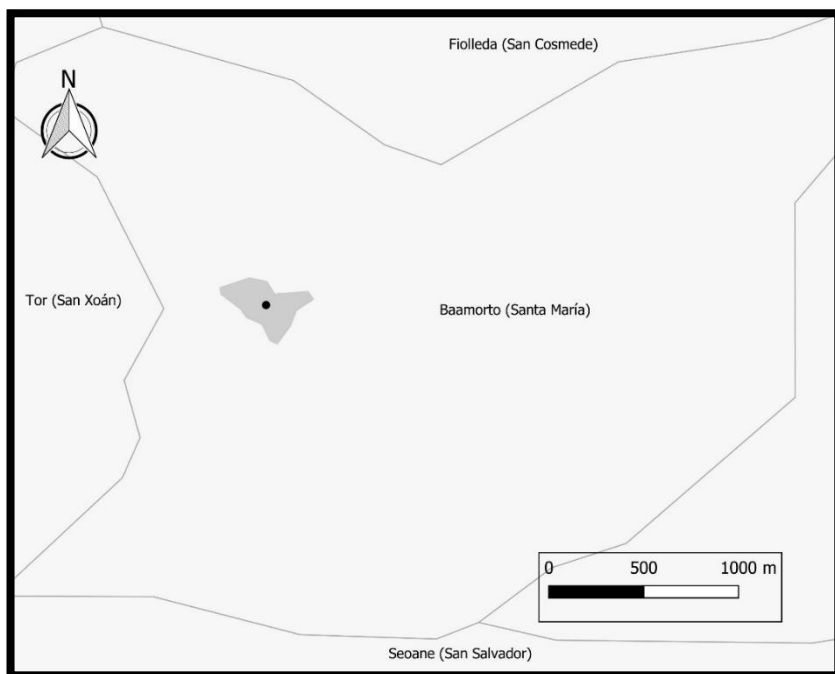 Fiolleda (San Cosmede)
N
Tor (San Xoán)
Baamorto (Santa María)
0 500 1000 m
Seoane (San Salvador)